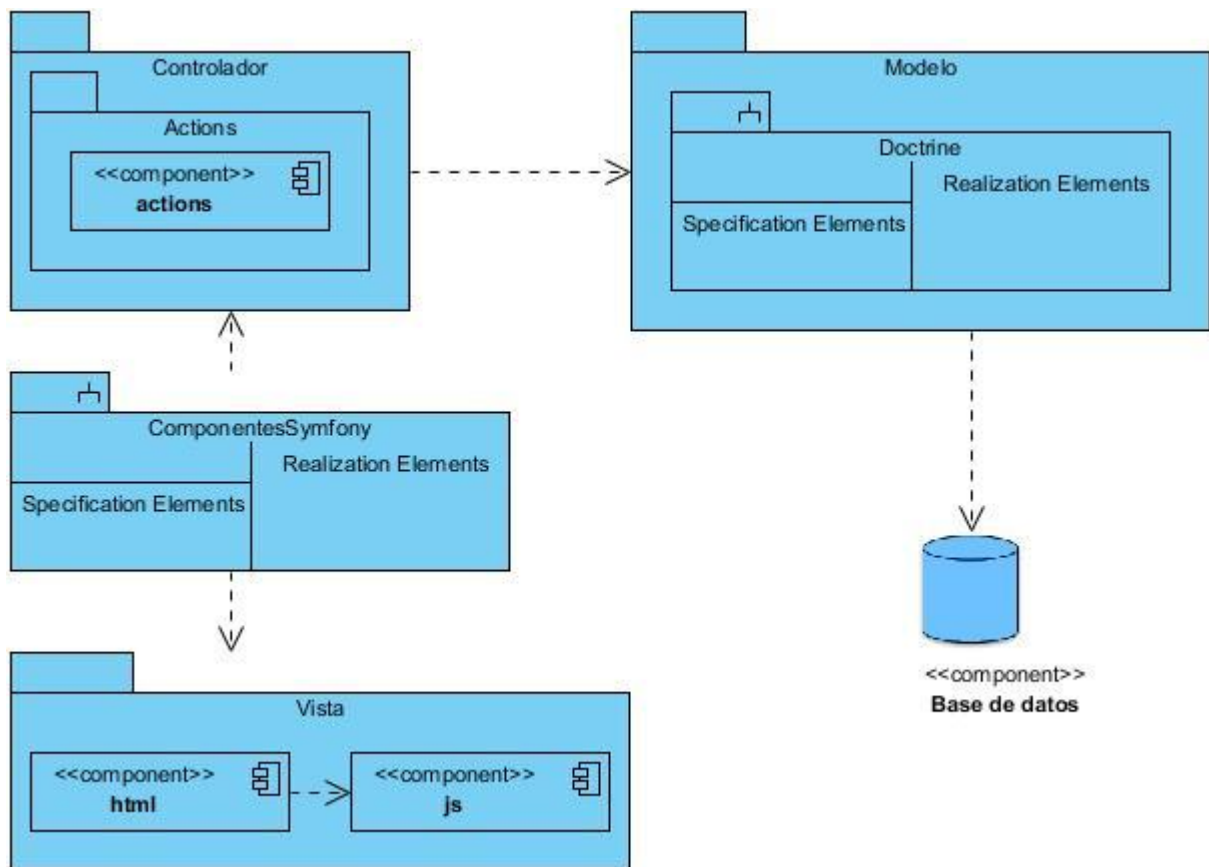 Controlador
Actions
<<component>>
actions
Modelo
Doctrine
Realization Elements
Specification Elements
ComponentesSymfony
Realization Elements
Specification Elements
Vista
<<component>>
html
<<component>>
js
<<component>>
Base de datos